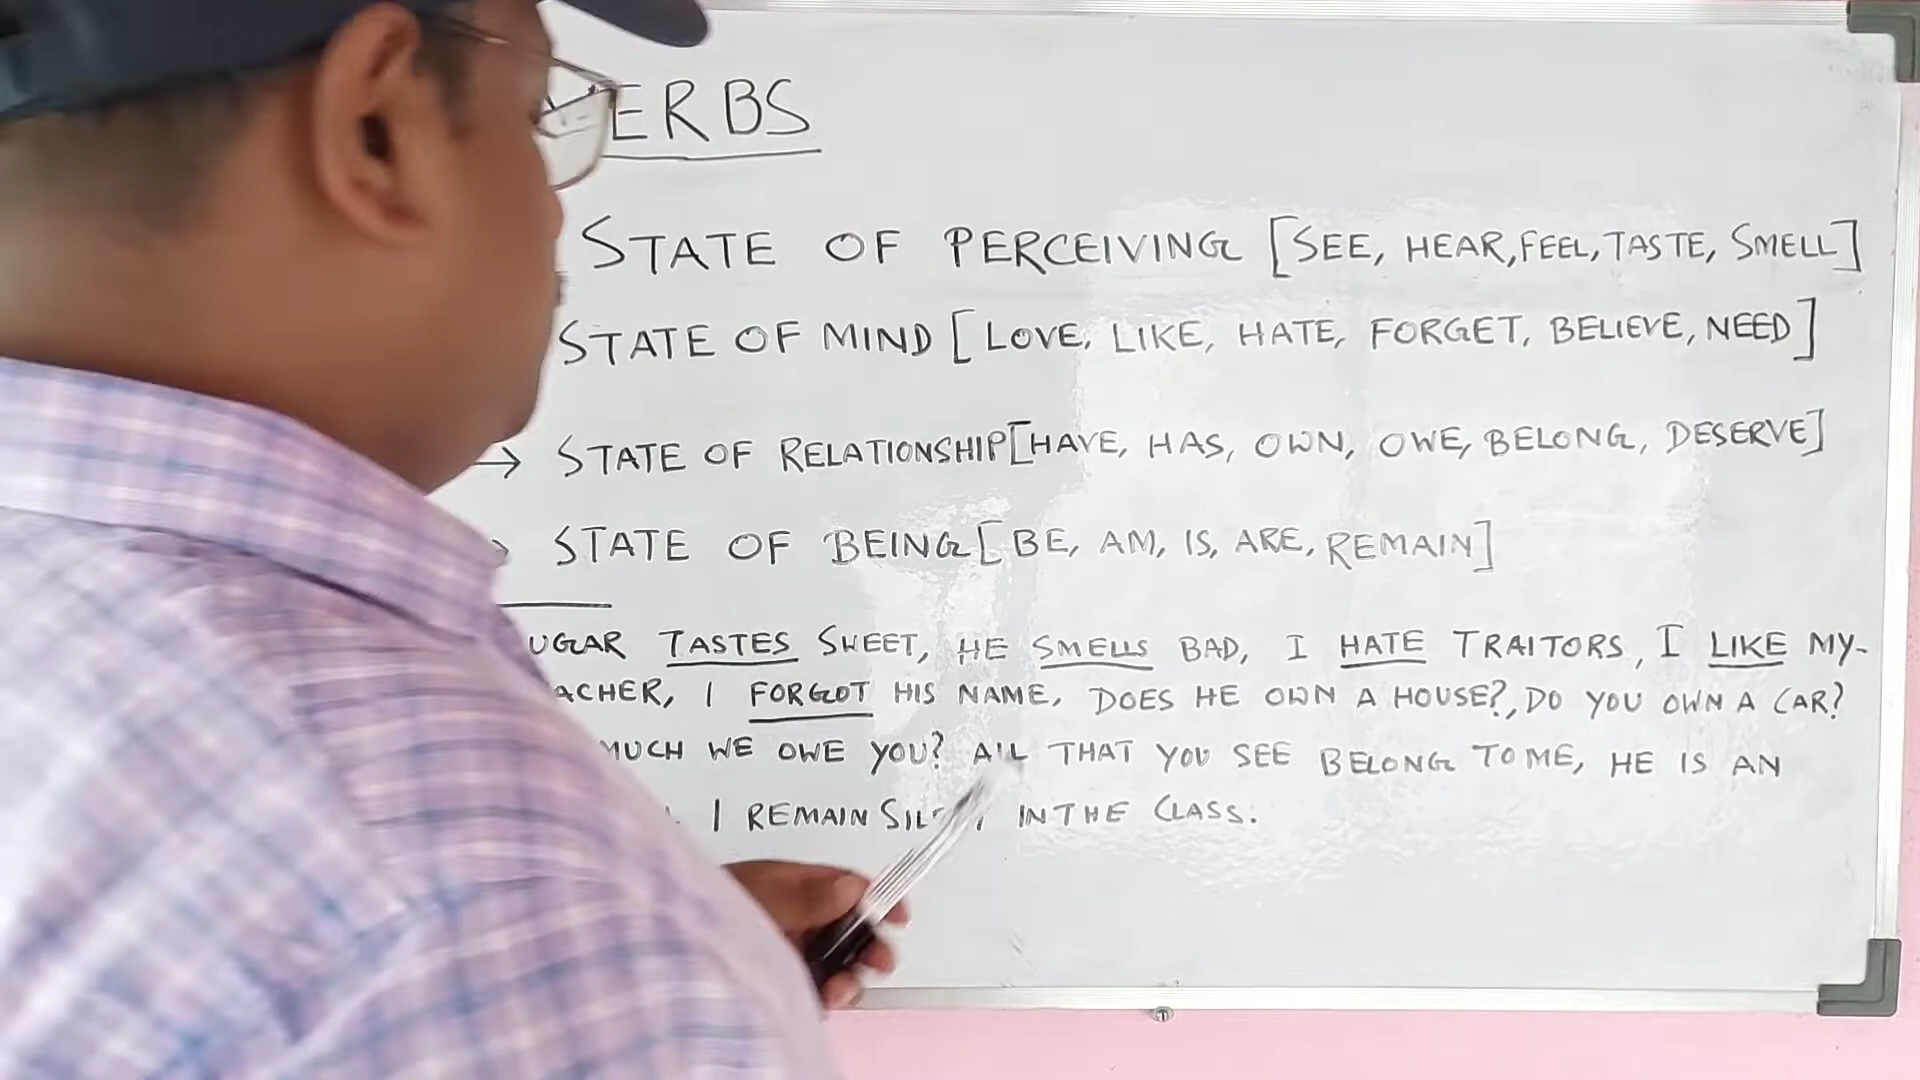 VERBS
STATE OF PERCEIVING [SEE, HEAR, FEEL, TASTE, SMELL]
STATE OF MIND [LOVE, LIKE, HATE, FORGET, BELIEVE, NEED]
→ STATE OF RELATIONSHIP [HAVE, HAS, OWN, OWE, BELONG, DESERVE]
→ STATE OF BEING [BE, AM, IS, ARE, REMAIN]
UGAR TASTES SWEET, HE SMELLS BAD, I HATE TRAITORS, I LIKE MY-
ACHER, I FORGOT HIS NAME, DOES HE OWN A HOUSE?, DO YOU OWN A CAR?
MUCH WE OWE YOU? ALL THAT YOU SEE BELONG TO ME, HE IS AN
I REMAIN IN THE CLASS.